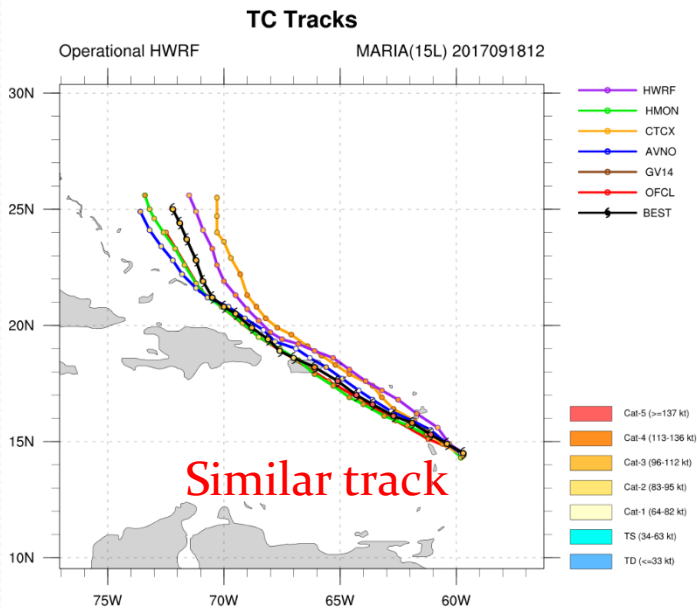 TC Tracks
Operational HWRF
MARIA(15L) 2017091812
30N
25N
20N
15N
10N
75W
70W
65W
60W
HWRF
HMON
CTCX
AVNO
GV14
OFCL
BEST
Similar track
Cat-5 (>=137 kt)
Cat-4 (113-136 kt)
Cat-3 (96-112 kt)
Cat-2 (83-95 kt)
Cat-1 (64-82 kt)
TS (34-63 kt)
TD (<=33 kt)